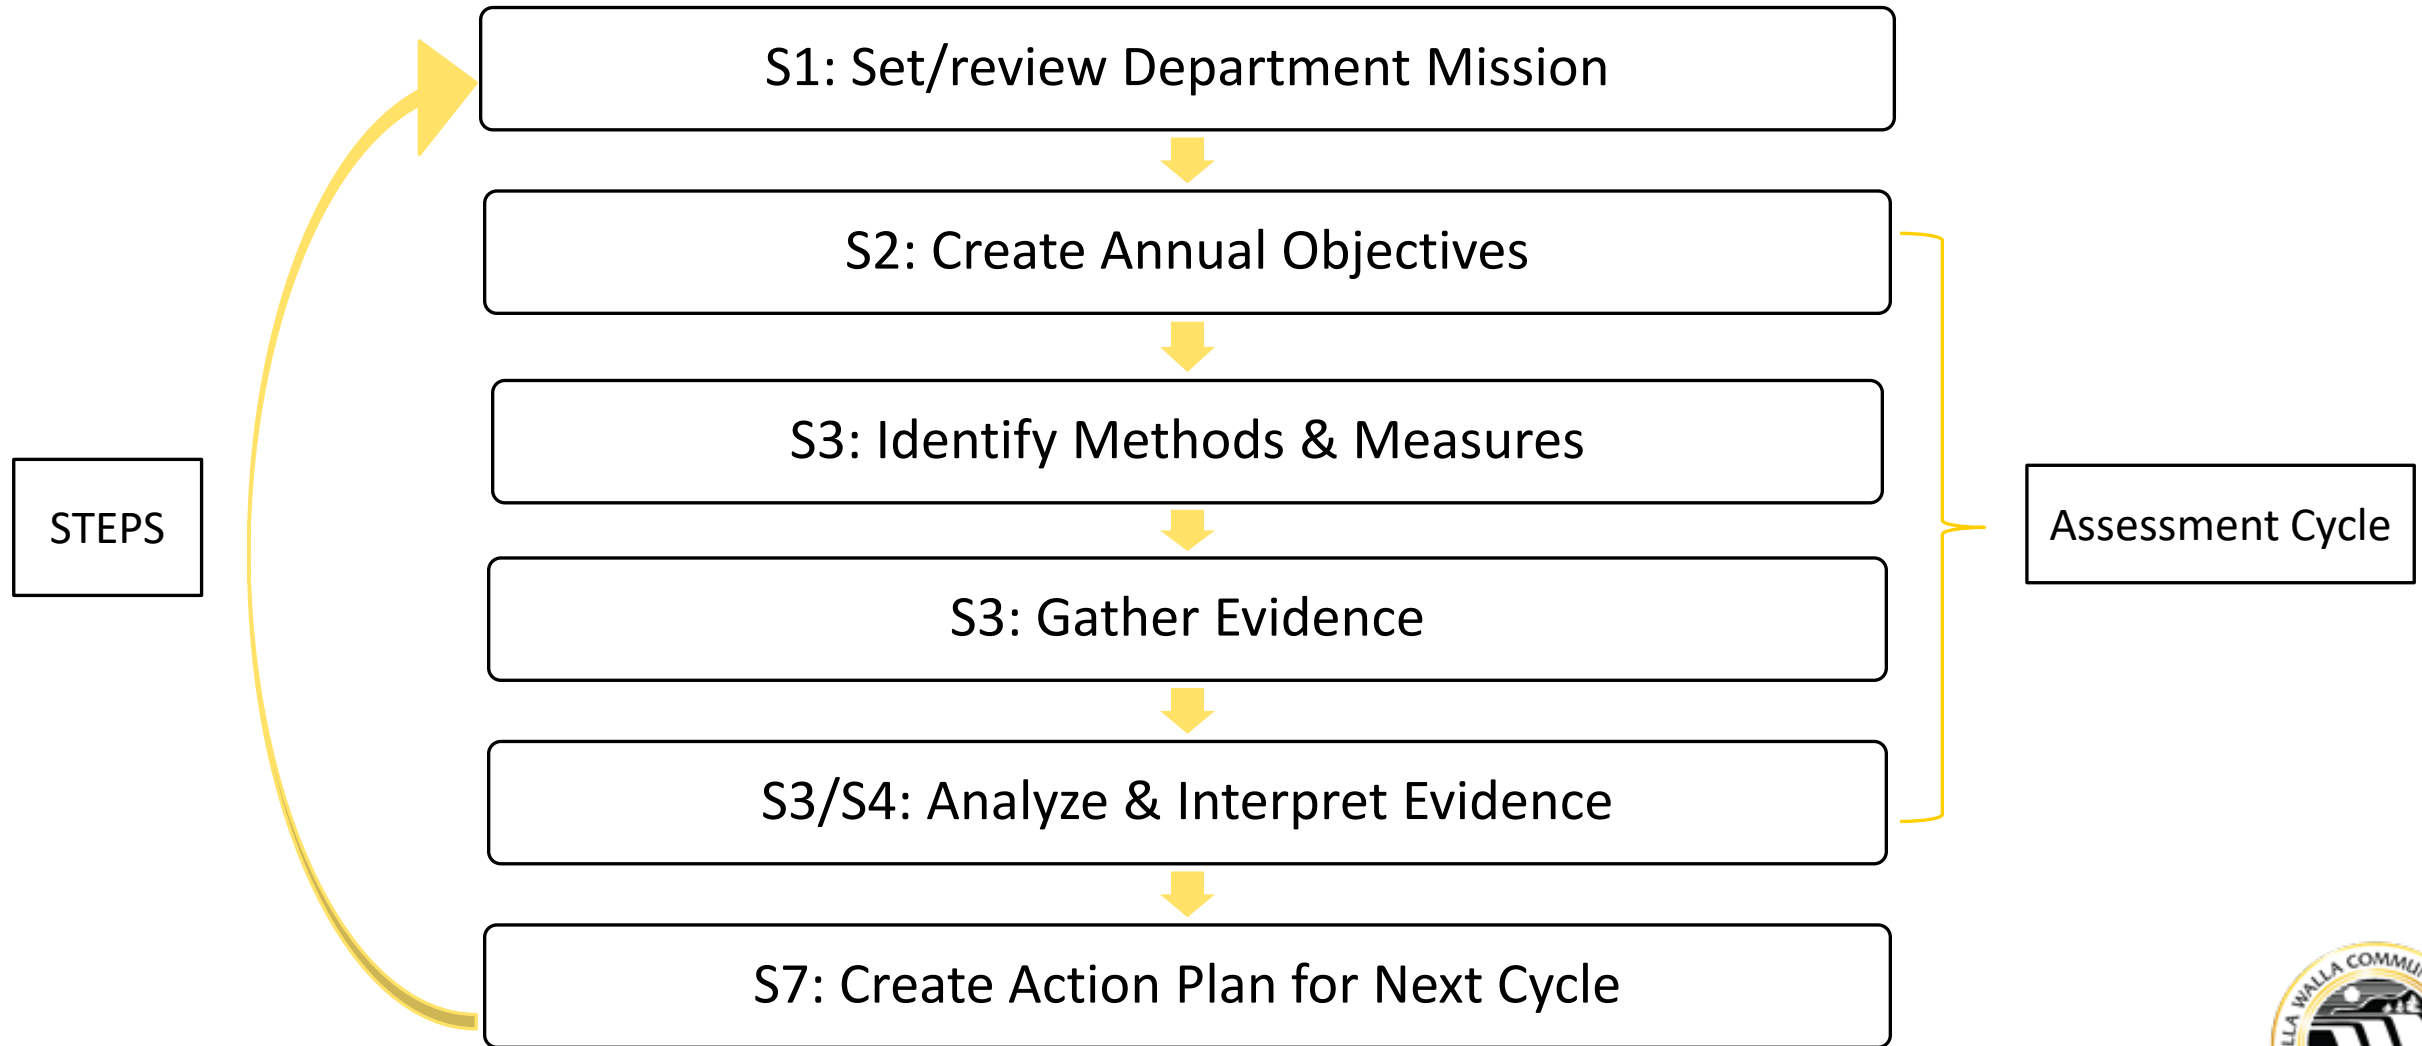 S1: Set/review Department Mission
S2: Create Annual Objectives
S3: Identify Methods & Measures
STEPS
Assessment Cycle
S3: Gather Evidence
S3/S4: Analyze & Interpret Evidence
S7: Create Action Plan for Next Cycle
WALLA